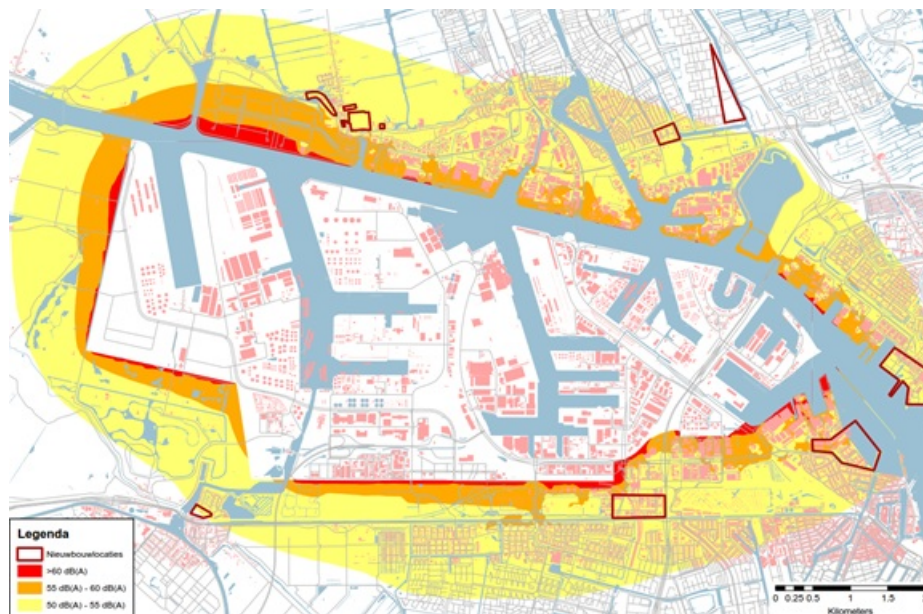 Legenda
Nieuwbouwlocaties
>60 dB(A)
55 dB(A) - 60 dB(A)
50 dB(A) - 55 dB(A)
0 0.25 0.5 1 1.5
Kilometers